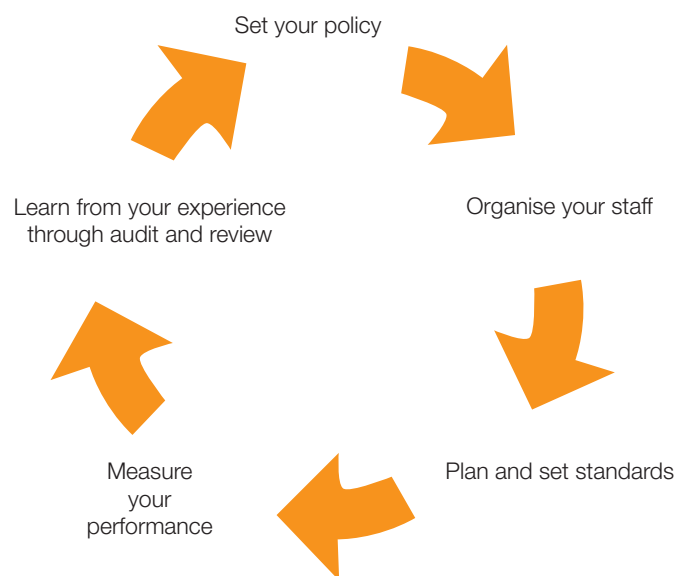 Set your policy
Organise your staff
Plan and set standards
Measure
your
performance
Learn from your experience
through audit and review